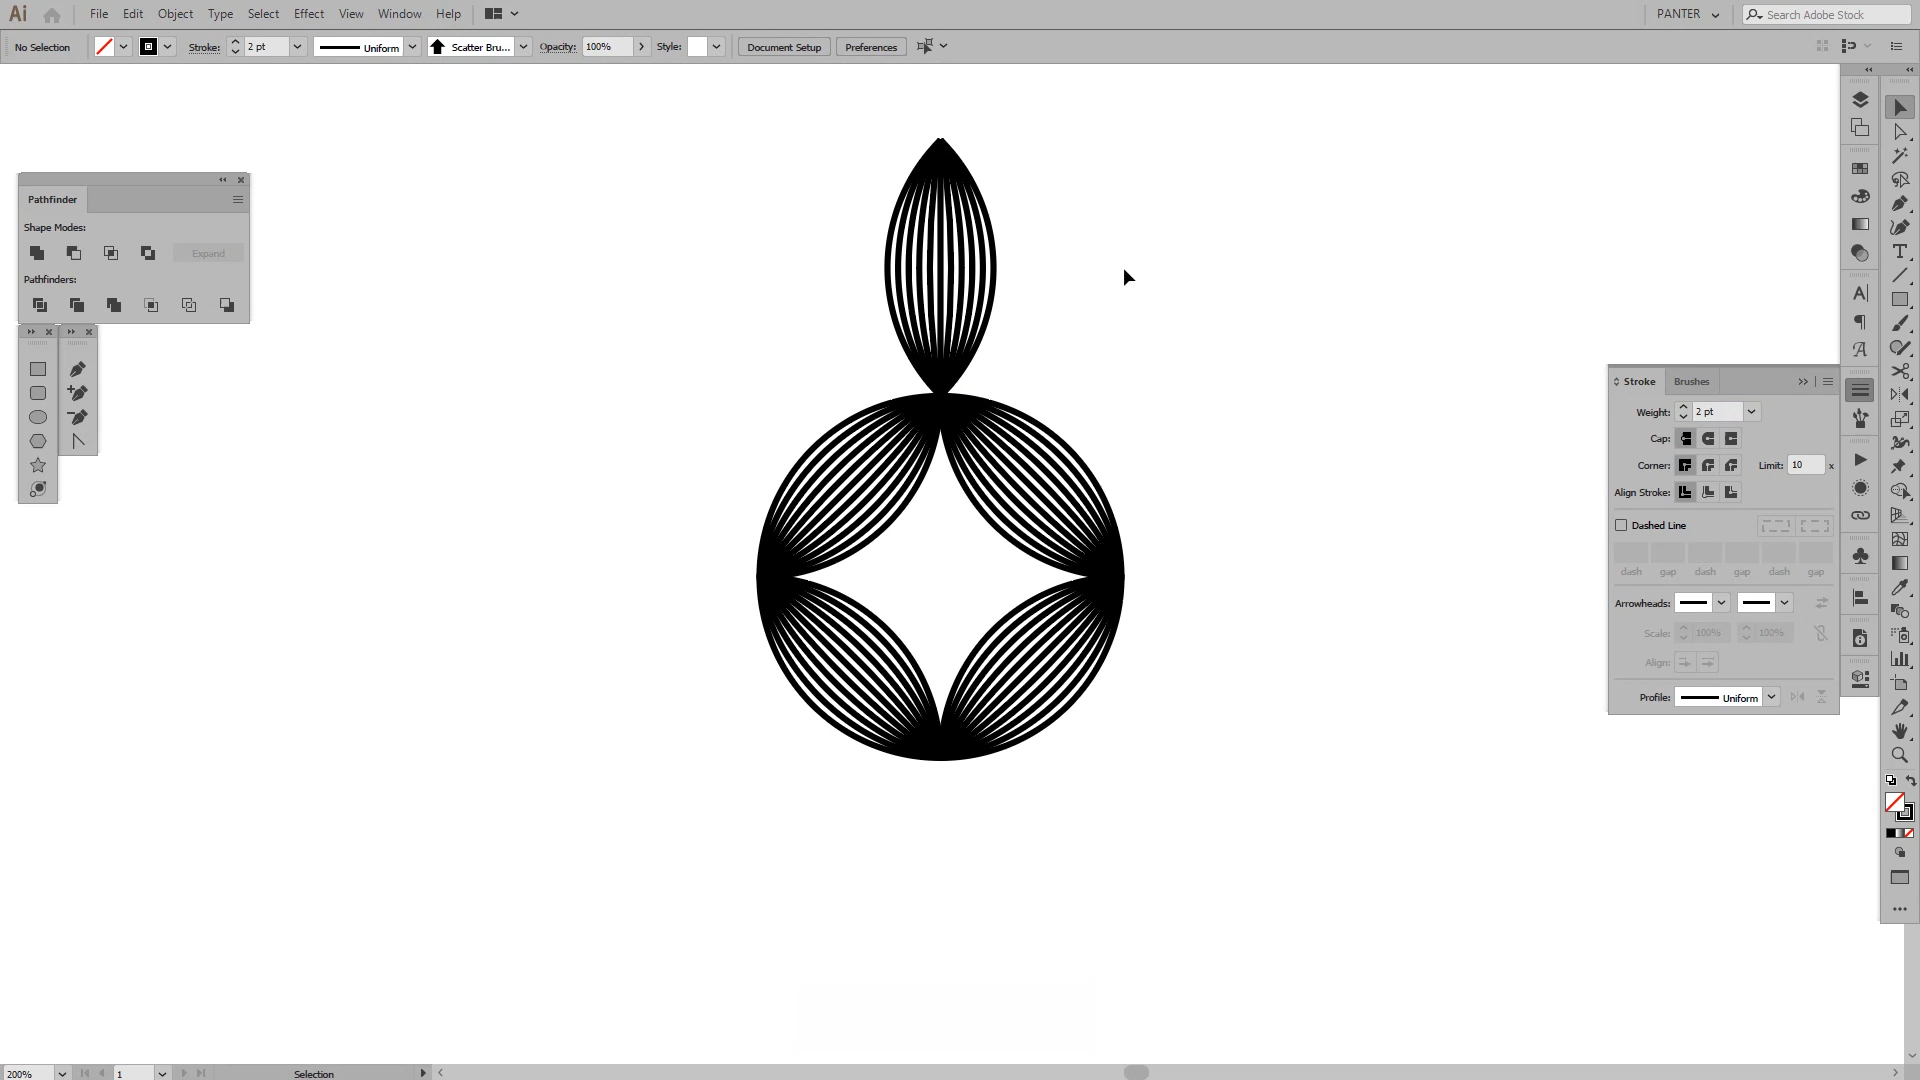 Ai File Edit Object Type Select Effect View Window Help PANTER Search Adobe Stock
No Selection Stroke: 2 pt Uniform Scatter Bru... Opacity: 100% Style: Document Setup Preferences
Pathfinder
Shape Modes:
Expand
Pathfinders:
Stroke Brushes
Weight: 2 pt
Cap:
Corner: Limit: 10 x
Align Stroke:
Dashed Line
dash gap dash gap dash gap
Arrowheads:
Scale: 100% 100%
Align:
Profile: Uniform
200% 1 Selection